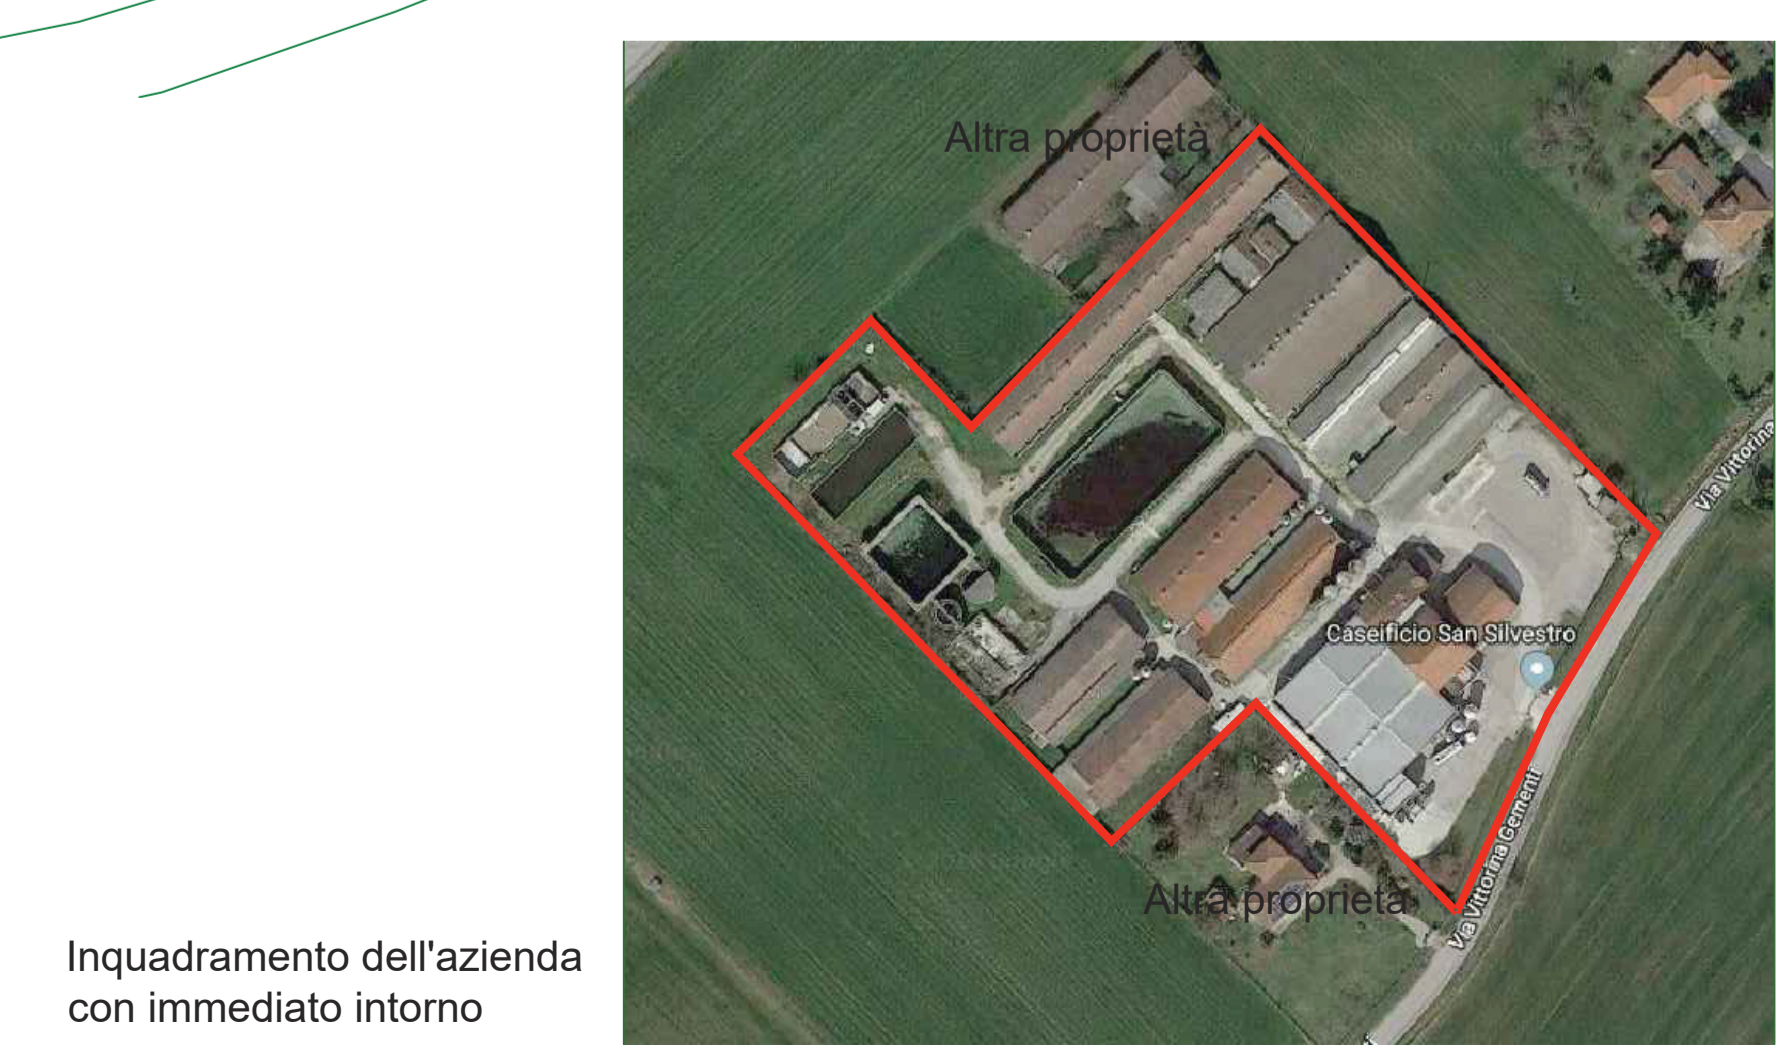 Altra proprietà
Via Vittorina
Caseificio San Silvestro
Via Vittorina Gementi
Altra proprietà
Inquadramento dell'azienda
con immediato intorno